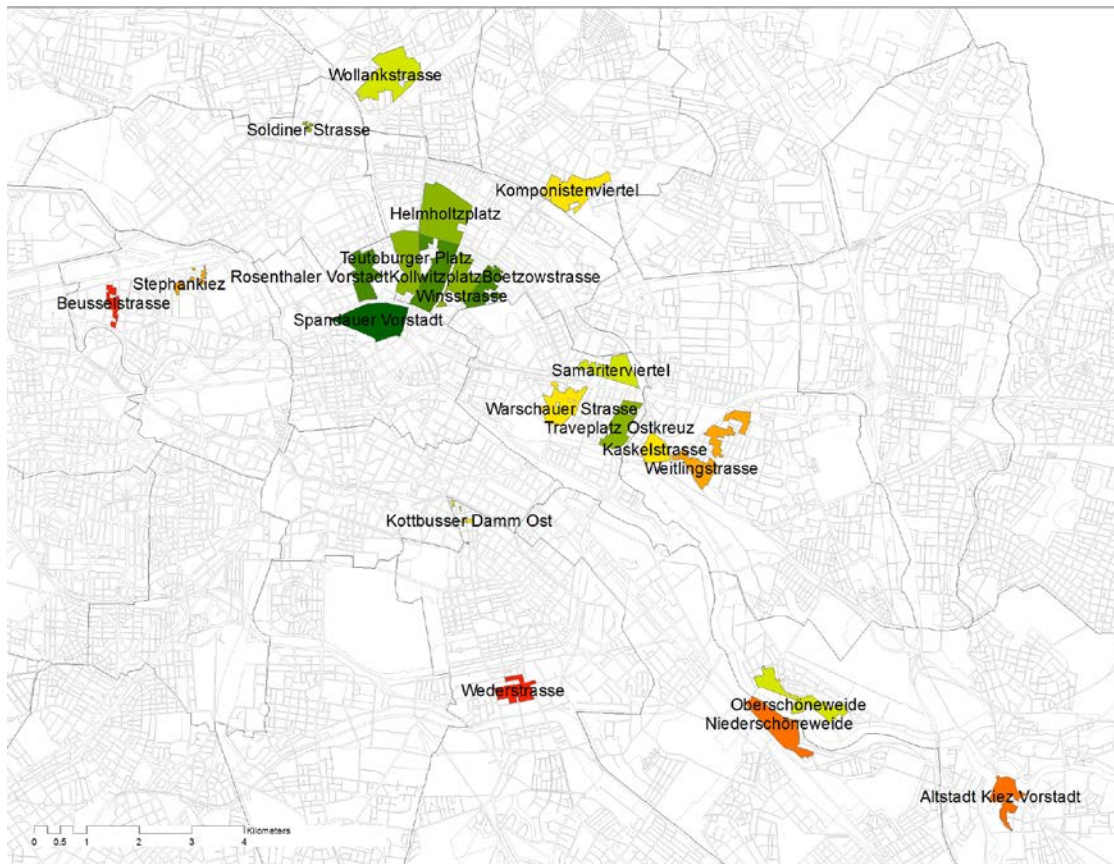 Wollankstrasse
Soldiner Strasse
Komponistenviertel
Helmholtzplatz
Teutoburger Platz
Rosenthaler Vorstadt
Kollwitzplatz
Boetzowstrasse
Stephankiez
Winsstrasse
Beusselstrasse
Spandauer Vorstadt
Samariterviertel
Warschauer Strasse
Traveplatz Ostkreuz
Kaskelstrasse
Weitlingstrasse
Kottbusser Damm Ost
Wederstrasse
Oberschöneweide
Niederschöneweide
Altstadt Kiez Vorstadt
Kilometers
0 0.5 1 2 3 4